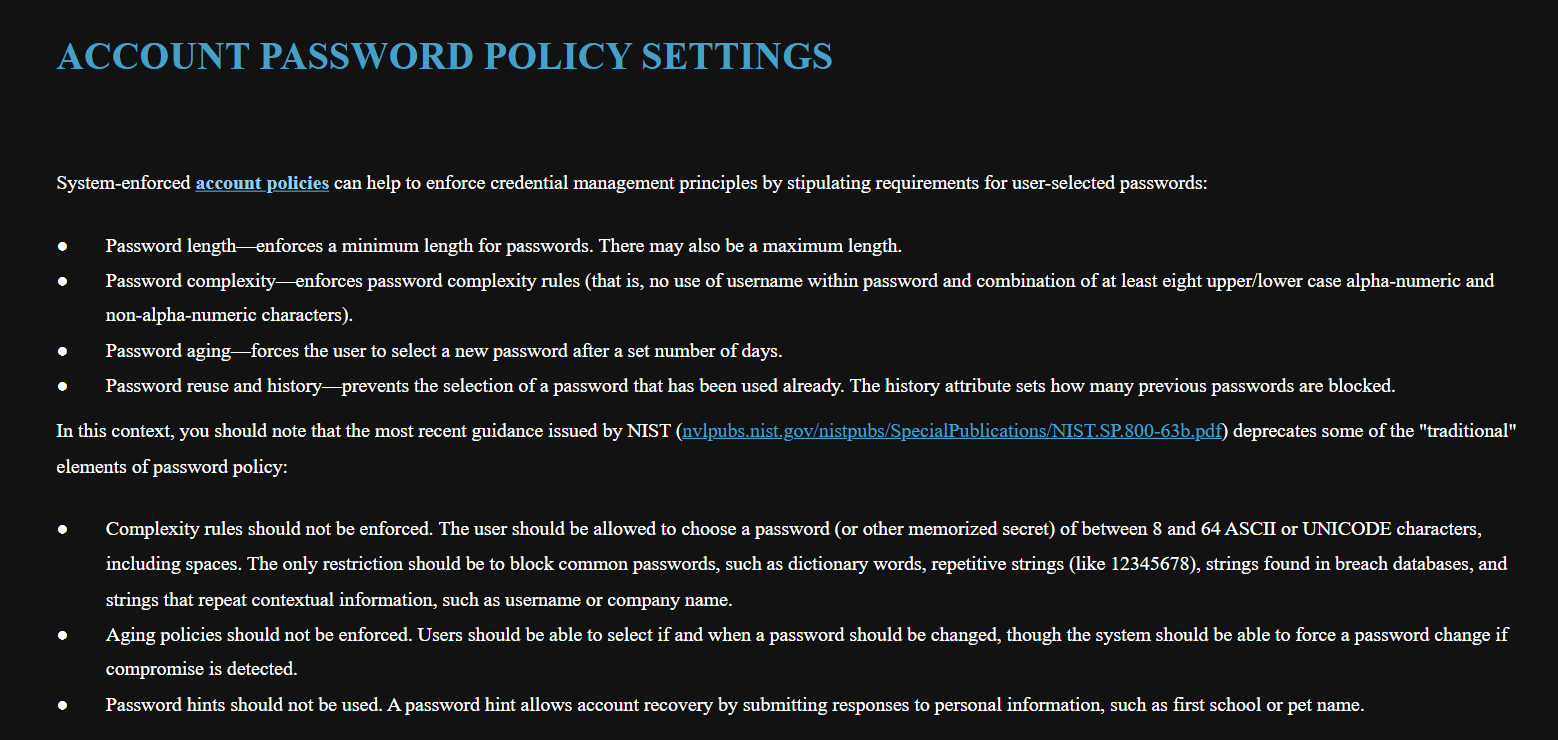 ACCOUNT PASSWORD POLICY SETTINGS
System-enforced account policies can help to enforce credential management principles by stipulating requirements for user-selected passwords:
● Password length—enforces a minimum length for passwords. There may also be a maximum length.
● Password complexity—enforces password complexity rules (that is, no use of username within password and combination of at least eight upper/lower case alpha-numeric and
non-alpha-numeric characters).
● Password aging—forces the user to select a new password after a set number of days.
● Password reuse and history—prevents the selection of a password that has been used already. The history attribute sets how many previous passwords are blocked.
In this context, you should note that the most recent guidance issued by NIST (nvlpubs.nist.gov/nistpubs/SpecialPublications/NIST.SP.800-63b.pdf) deprecates some of the "traditional"
elements of password policy:
● Complexity rules should not be enforced. The user should be allowed to choose a password (or other memorized secret) of between 8 and 64 ASCII or UNICODE characters,
including spaces. The only restriction should be to block common passwords, such as dictionary words, repetitive strings (like 12345678), strings found in breach databases, and
strings that repeat contextual information, such as username or company name.
● Aging policies should not be enforced. Users should be able to select if and when a password should be changed, though the system should be able to force a password change if
compromise is detected.
● Password hints should not be used. A password hint allows account recovery by submitting responses to personal information, such as first school or pet name.